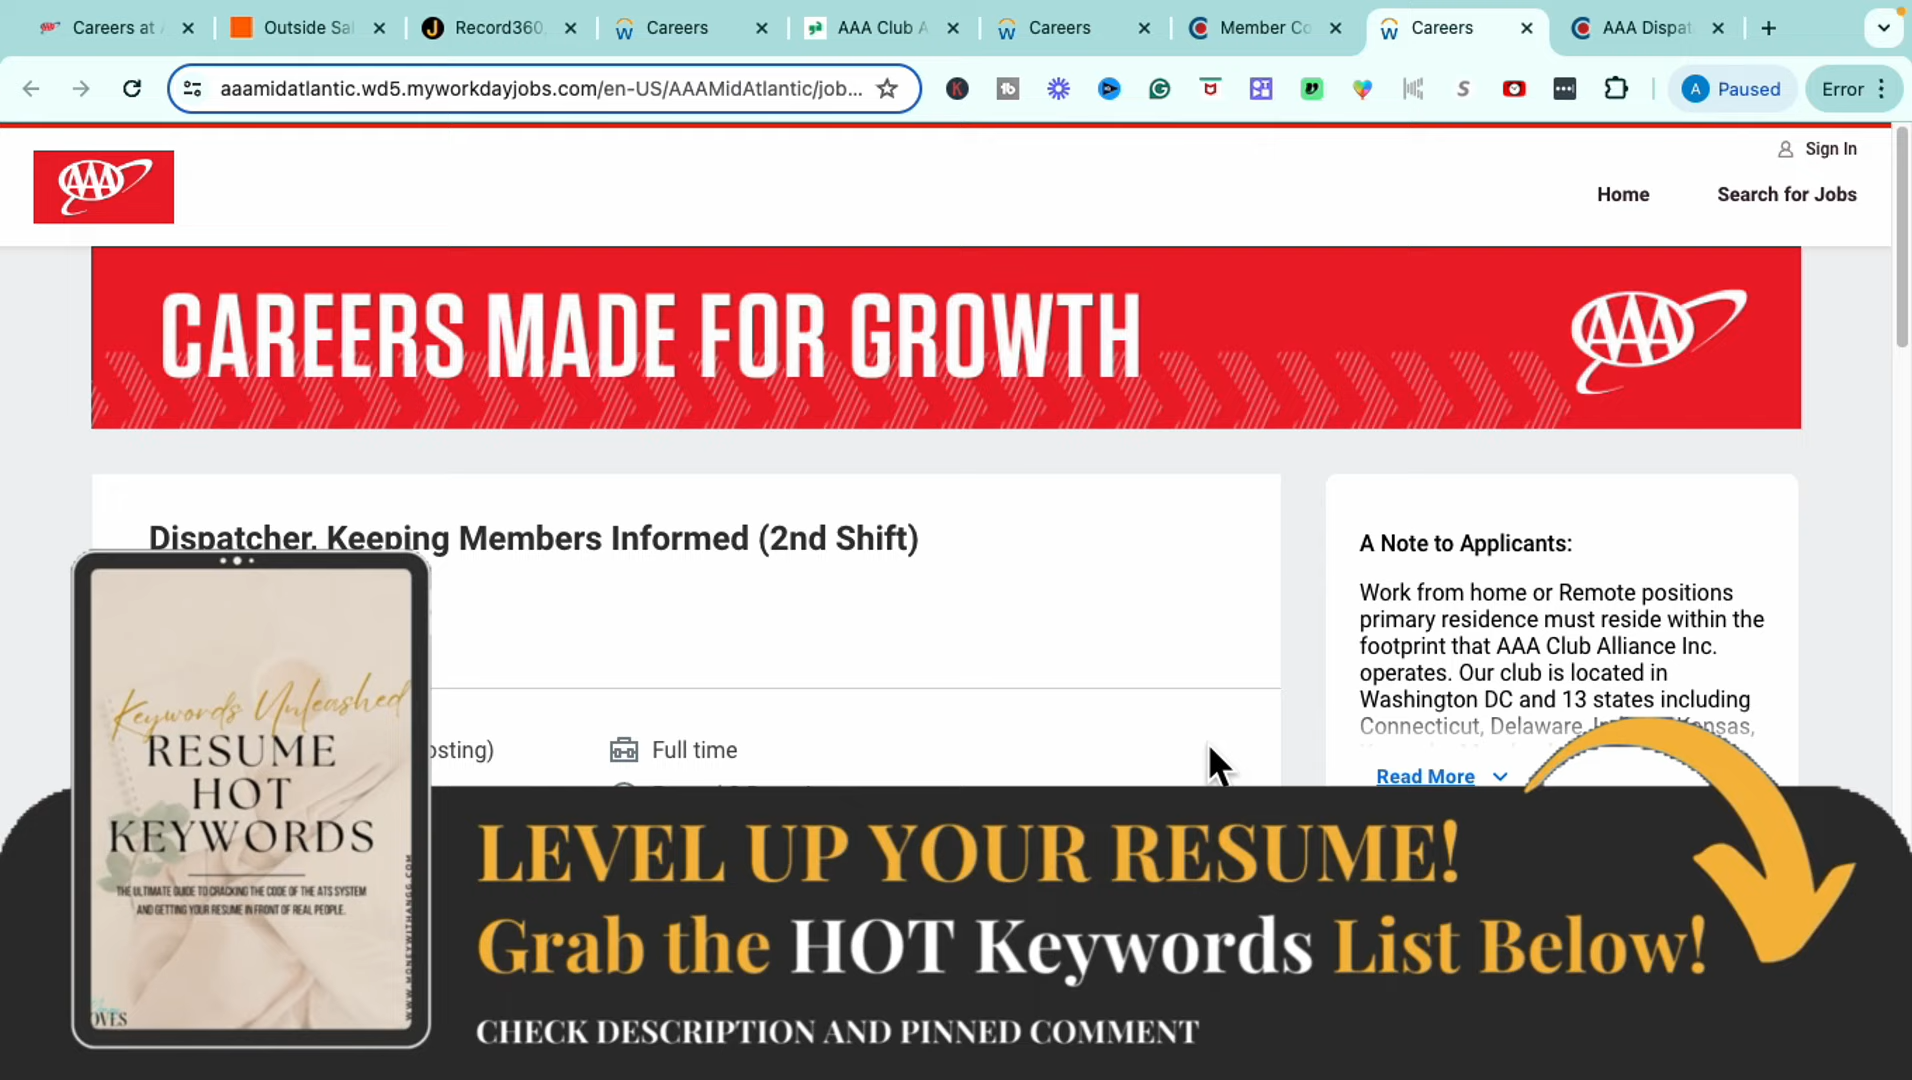 Careers at
Outside Sal
Record360,
Careers
AAA Club A
Careers
Member Co
Careers
AAA Dispat
aaamidatlantic.wd5.myworkdayjobs.com/en-US/AAAMidAtlantic/job...
Paused
Error
AAA
Sign In
Home
Search for Jobs
CAREERS MADE FOR GROWTH
AAA
Dispatcher, Keeping Members Informed (2nd Shift)
osting)
Full time
A Note to Applicants:
Work from home or Remote positions
primary residence must reside within the
footprint that AAA Club Alliance Inc.
operates. Our club is located in
Washington DC and 13 states including
Connecticut, Delaware,
Read More
Keywords Unleashed
RESUME
HOT
KEYWORDS
THE ULTIMATE GUIDE TO CRACKING THE CODE OF THE ATS SYSTEM
AND GETTING YOUR RESUME IN FRONT OF REAL PEOPLE.
OVES
LEVEL UP YOUR RESUME!
Grab the HOT Keywords List Below!
CHECK DESCRIPTION AND PINNED COMMENT